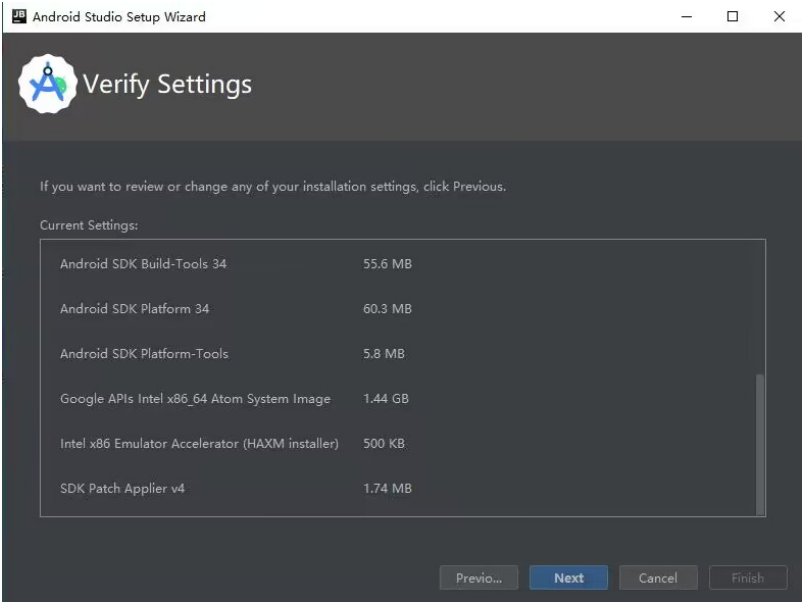 JB
Android Studio Setup Wizard
Verify Settings
If you want to review or change any of your installation settings, click Previous.
Current Settings:
Android SDK Build-Tools 34 55.6 MB
Android SDK Platform 34 60.3 MB
Android SDK Platform-Tools 5.8 MB
Google APIs Intel x86_64 Atom System Image 1.44 GB
Intel x86 Emulator Accelerator (HAXM installer) 500 KB
SDK Patch Applier v4 1.74 MB
Previo... Next Cancel Finish